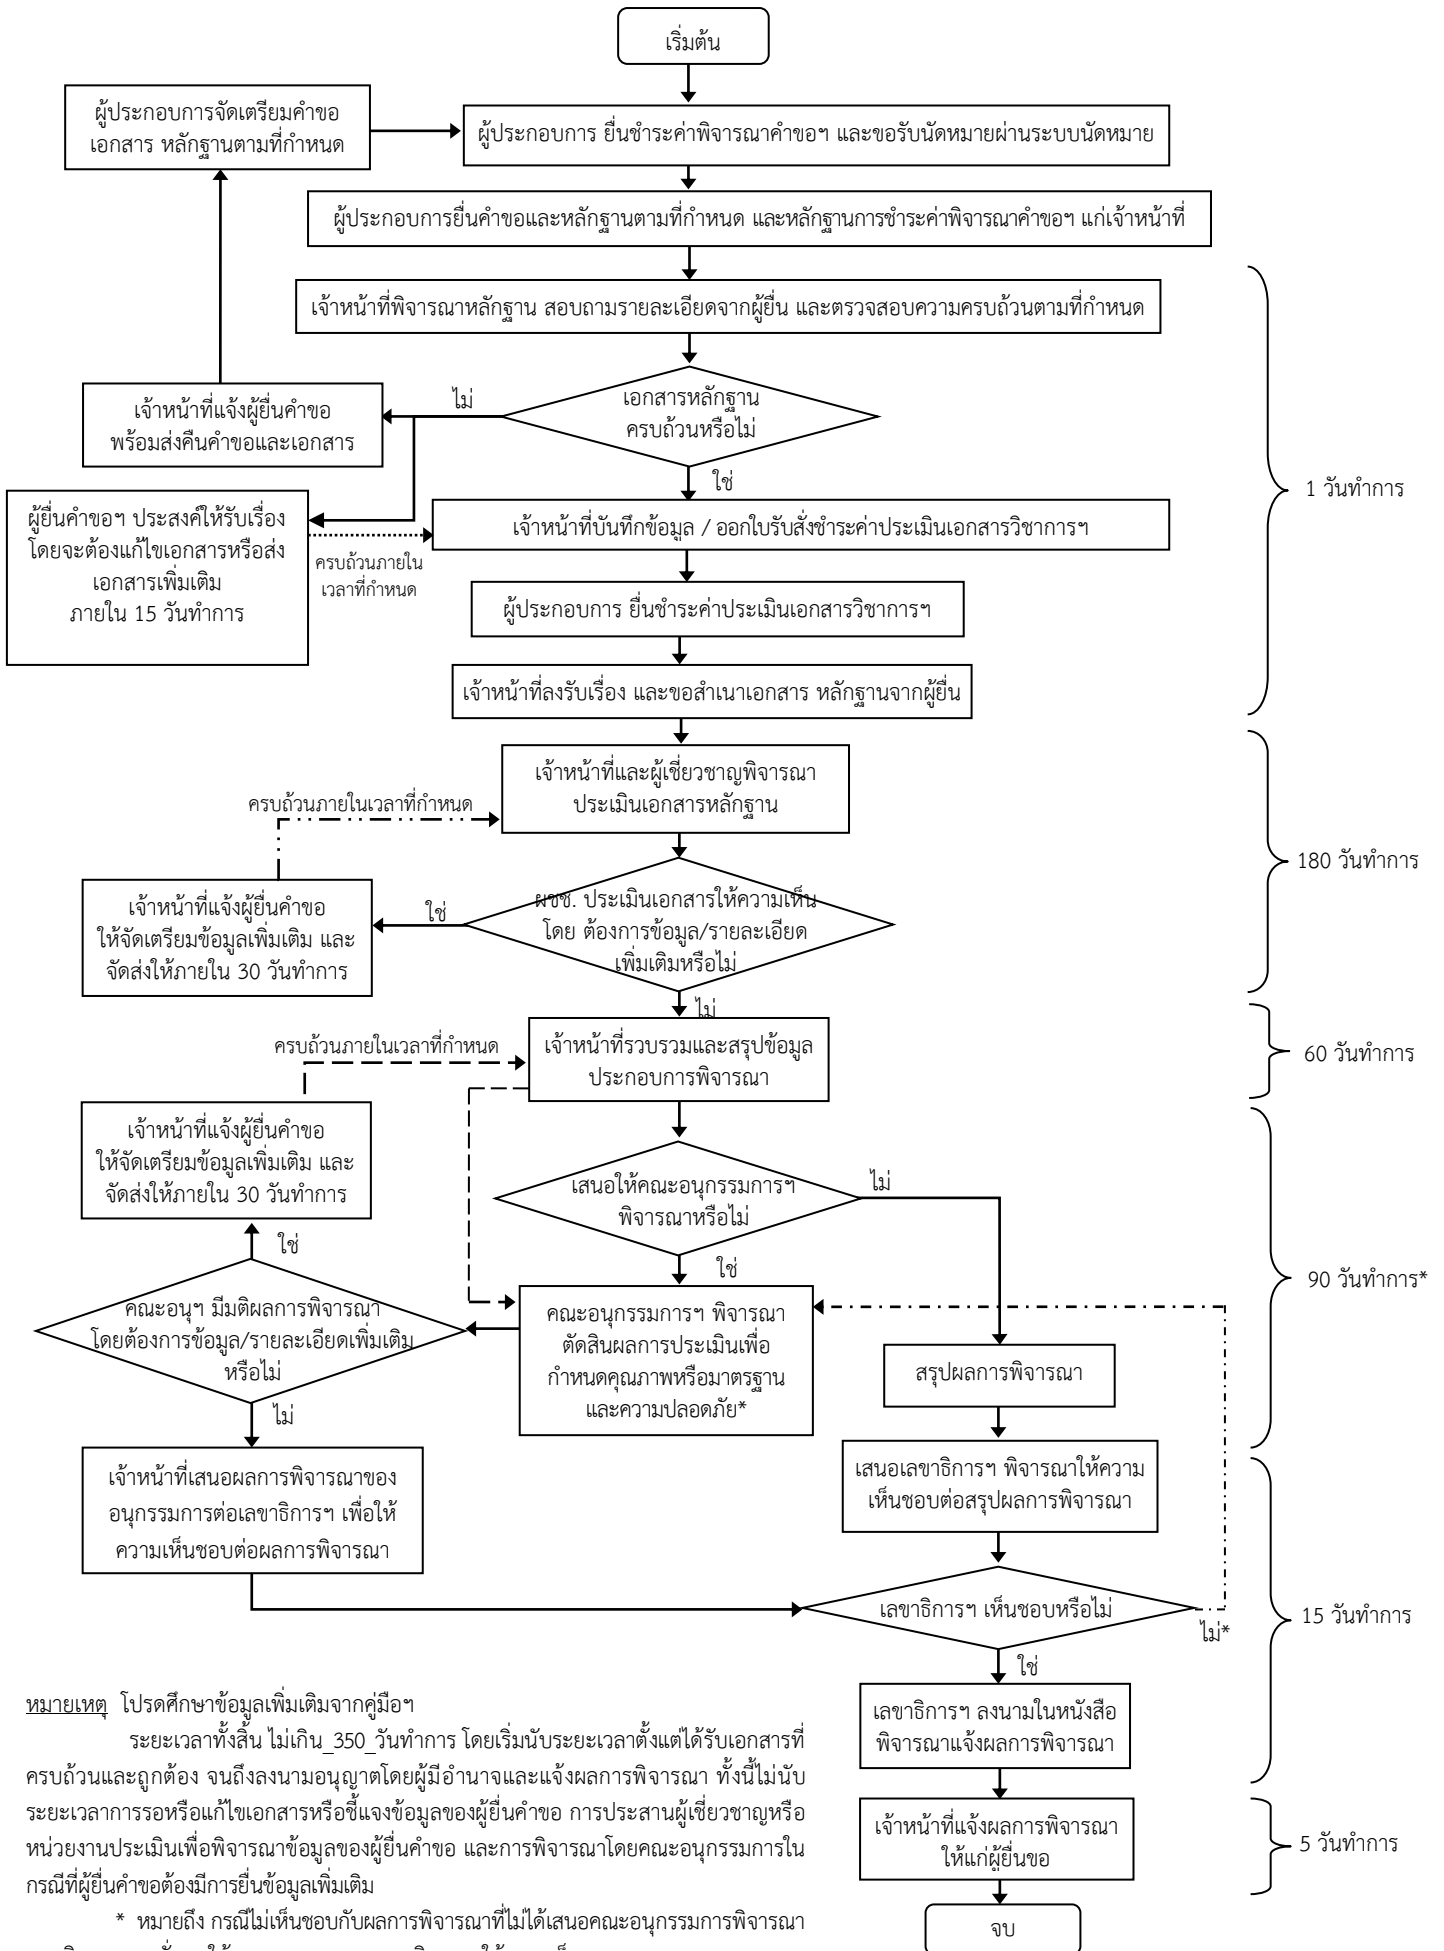 เริ่มต้น
ผู้ประกอบการจัดเตรียมคำขอ
เอกสาร หลักฐานตามที่กำหนด
ผู้ประกอบการ ยื่นชำระค่าพิจารณาคำขอฯ และขอรับนัดหมายผ่านระบบนัดหมาย
ผู้ประกอบการยื่นคำขอและหลักฐานตามที่กำหนด และหลักฐานการชำระค่าพิจารณาคำขอฯ แก่เจ้าหน้าที่
เจ้าหน้าที่พิจารณาหลักฐาน สอบถามรายละเอียดจากผู้ยื่น และตรวจสอบความครบถ้วนตามที่กำหนด
เอกสารหลักฐาน
ครบถ้วนหรือไม่
ไม่
เจ้าหน้าที่แจ้งผู้ยื่นคำขอ
พร้อมส่งคืนคำขอและเอกสาร
ใช่
1 วันทำการ
ผู้ยื่นคำขอฯ ประสงค์ให้รับเรื่อง
โดยจะต้องแก้ไขเอกสารหรือส่ง
เอกสารเพิ่มเติม
ภายใน 15 วันทำการ
ครบถ้วนภายใน
เวลาที่กำหนด
เจ้าหน้าที่บันทึกข้อมูล / ออกใบรับสั่งชำระค่าประเมินเอกสารวิชาการฯ
ผู้ประกอบการ ยื่นชำระค่าประเมินเอกสารวิชาการฯ
เจ้าหน้าที่ลงรับเรื่อง และขอสำเนาเอกสาร หลักฐานจากผู้ยื่น
เจ้าหน้าที่และผู้เชี่ยวชาญพิจารณา
ประเมินเอกสารหลักฐาน
ครบถ้วนภายในเวลาที่กำหนด
180 วันทำการ
ผชช. ประเมินเอกสารให้ความเห็น
โดย ต้องการข้อมูล/รายละเอียด
เพิ่มเติมหรือไม่
ใช่
เจ้าหน้าที่แจ้งผู้ยื่นคำขอ
ให้จัดเตรียมข้อมูลเพิ่มเติม และ
จัดส่งให้ภายใน 30 วันทำการ
ไม่
ครบถ้วนภายในเวลาที่กำหนด
เจ้าหน้าที่รวบรวมและสรุปข้อมูล
ประกอบการพิจารณา
60 วันทำการ
เจ้าหน้าที่แจ้งผู้ยื่นคำขอ
ให้จัดเตรียมข้อมูลเพิ่มเติม และ
จัดส่งให้ภายใน 30 วันทำการ
เสนอให้คณะอนุกรรมการฯ
พิจารณาหรือไม่
ไม่
ใช่
ใช่
90 วันทำการ*
คณะอนุฯ มีมติผลการพิจารณา
โดยต้องการข้อมูล/รายละเอียดเพิ่มเติม
หรือไม่
คณะอนุกรรมการฯ พิจารณา
ตัดสินผลการประเมินเพื่อ
กำหนดคุณภาพหรือมาตรฐาน
และความปลอดภัย*
สรุปผลการพิจารณา
ไม่
เจ้าหน้าที่เสนอผลการพิจารณาของ
อนุกรรมการต่อเลขาธิการฯ เพื่อให้
ความเห็นชอบต่อผลการพิจารณา
เสนอเลขาธิการฯ พิจารณาให้ความ
เห็นชอบต่อสรุปผลการพิจารณา
เลขาธิการฯ เห็นชอบหรือไม่
ไม่*
15 วันทำการ
ใช่
เลขาธิการฯ ลงนามในหนังสือ
พิจารณาแจ้งผลการพิจารณา
เจ้าหน้าที่แจ้งผลการพิจารณา
ให้แก่ผู้ยื่นขอ
5 วันทำการ
จบ
หมายเหตุ โปรดศึกษาข้อมูลเพิ่มเติมจากคู่มือฯ
ระยะเวลาทั้งสิ้น ไม่เกิน_350_วันทำการ โดยเริ่มนับระยะเวลาตั้งแต่ได้รับเอกสารที่
ครบถ้วนและถูกต้อง จนถึงลงนามอนุญาตโดยผู้มีอำนาจและแจ้งผลการพิจารณา ทั้งนี้ไม่นับ
ระยะเวลาการรอหรือแก้ไขเอกสารหรือชี้แจงข้อมูลของผู้ยื่นคำขอ การประสานผู้เชี่ยวชาญหรือ
หน่วยงานประเมินเพื่อพิจารณาข้อมูลของผู้ยื่นคำขอ และการพิจารณาโดยคณะอนุกรรมการใน
กรณีที่ผู้ยื่นคำขอต้องมีการยื่นข้อมูลเพิ่มเติม
* หมายถึง กรณีไม่เห็นชอบกับผลการพิจารณาที่ไม่ได้เสนอคณะอนุกรรมการพิจารณา